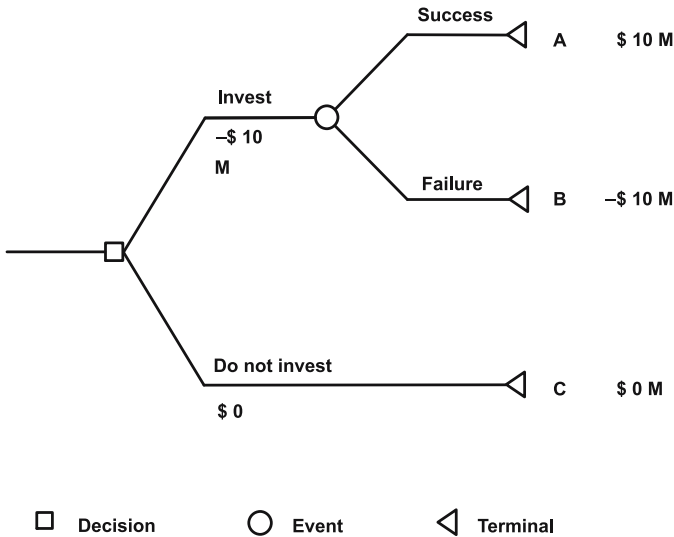 Success
A $ 10 M
Invest
–$ 10
M
Failure
B –$ 10 M
Do not invest
C $ 0 M
$ 0
Decision Event Terminal